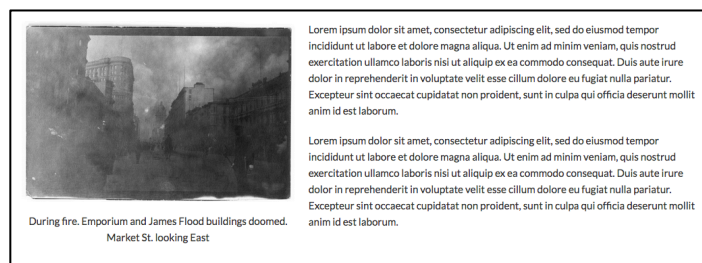 Lorem ipsum dolor sit amet, consectetur adipiscing elit, sed do eiusmod tempor
incididunt ut labore et dolore magna aliqua. Ut enim ad minim veniam, quis nostrud
exercitation ullamco laboris nisi ut aliquip ex ea commodo consequat. Duis aute irure
dolor in reprehenderit in voluptate velit esse cillum dolore eu fugiat nulla pariatur.
Excepteur sint occaecat cupidatat non proident, sunt in culpa qui officia deserunt mollit
anim id est laborum.
Lorem ipsum dolor sit amet, consectetur adipiscing elit, sed do eiusmod tempor
incididunt ut labore et dolore magna aliqua. Ut enim ad minim veniam, quis nostrud
exercitation ullamco laboris nisi ut aliquip ex ea commodo consequat. Duis aute irure
dolor in reprehenderit in voluptate velit esse cillum dolore eu fugiat nulla pariatur.
Excepteur sint occaecat cupidatat non proident, sunt in culpa qui officia deserunt mollit
anim id est laborum.
During fire. Emporium and James Flood buildings doomed.
Market St. looking East